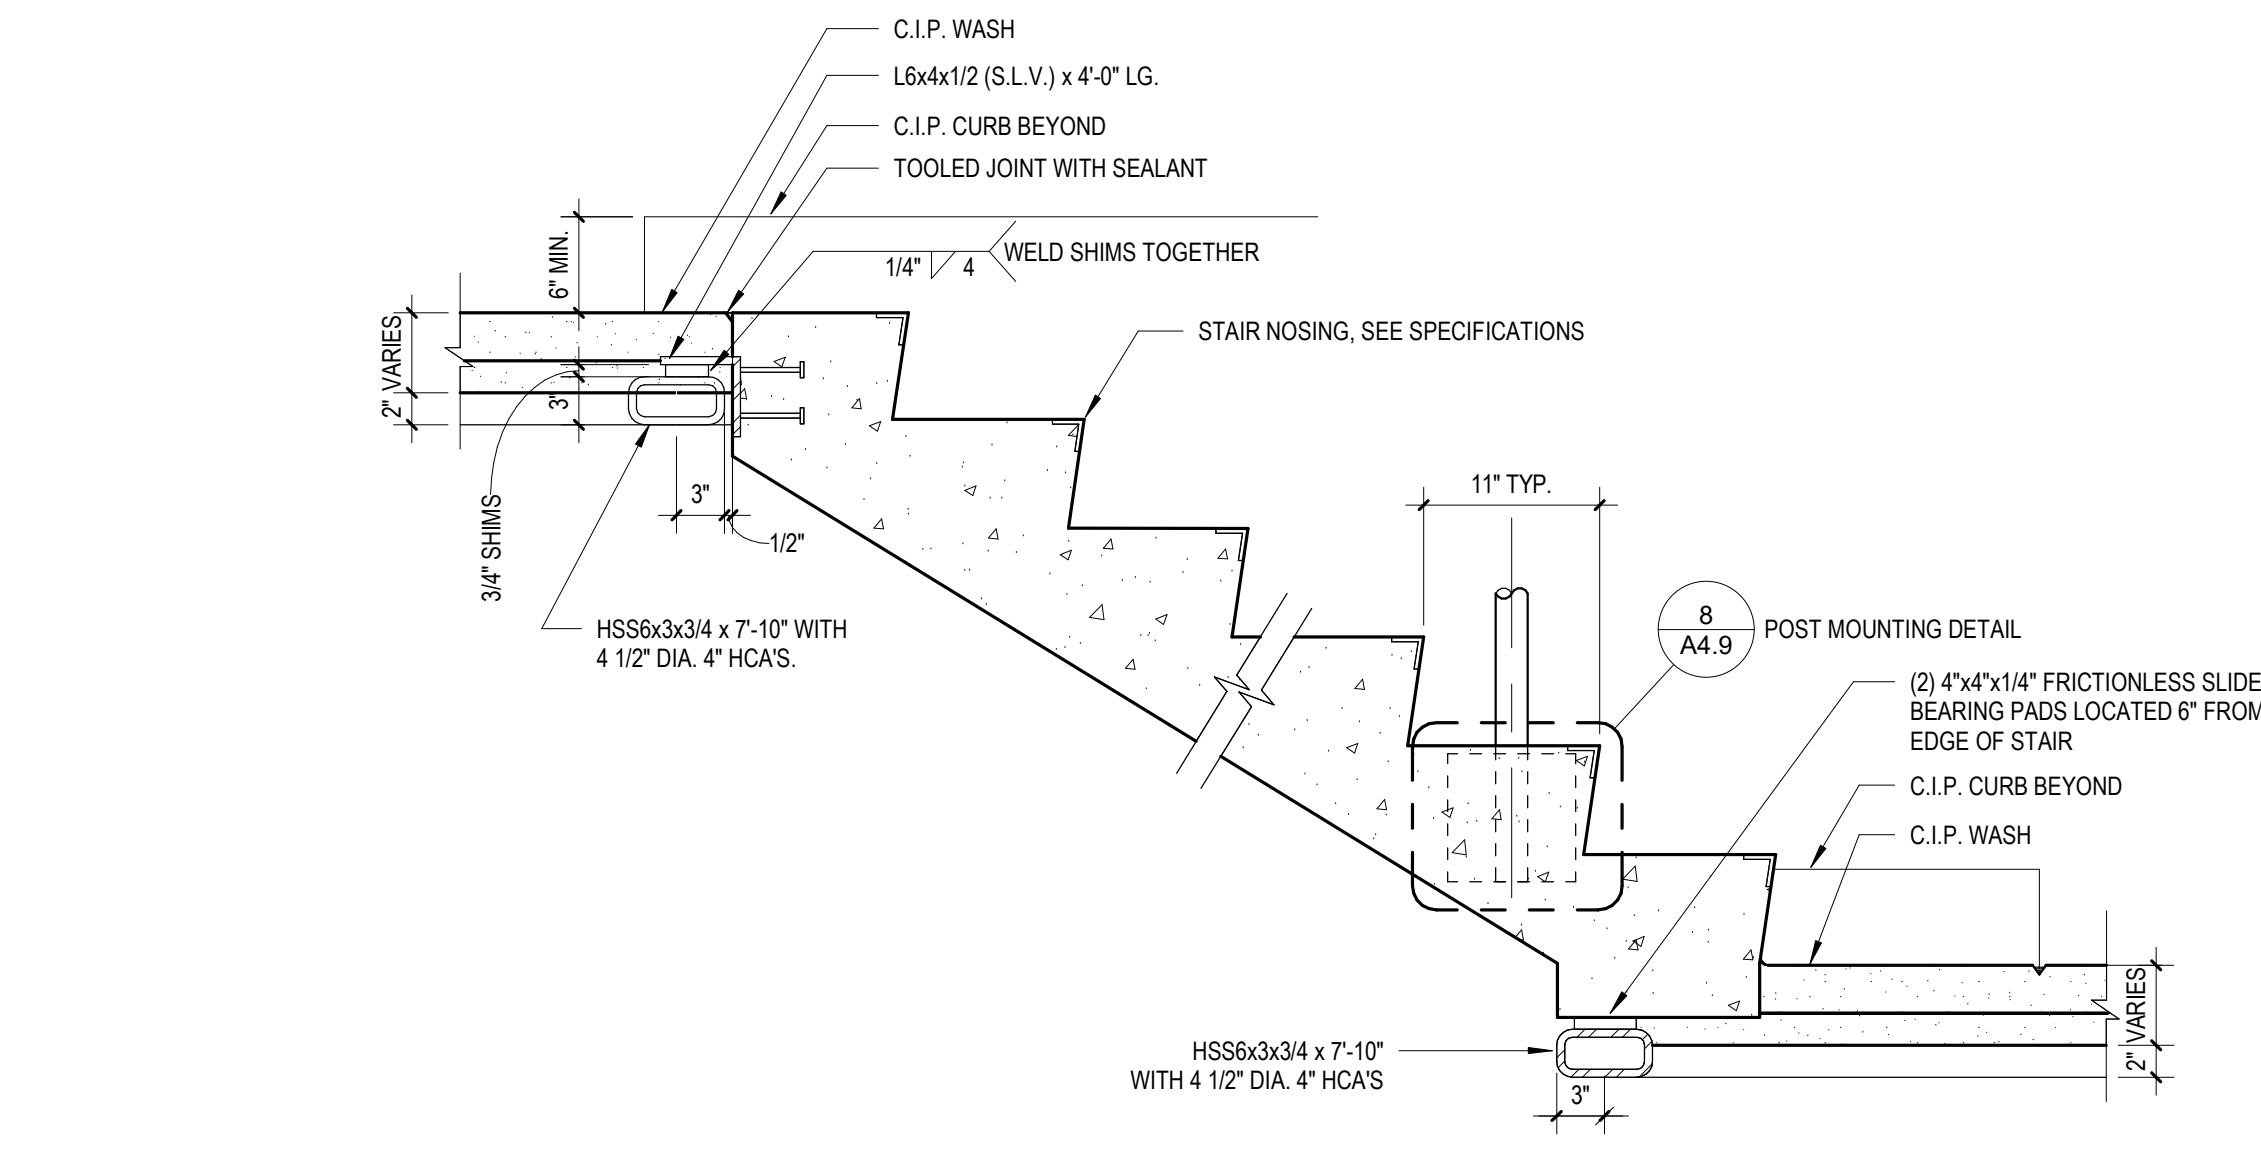 C.I.P. WASH
L6x4x1/2 (S.L.V.) x 4'-0" LG.
C.I.P. CURB BEYOND
TOOLED JOINT WITH SEALANT
6" MIN.
1/4"
4
WELD SHIMS TOGETHER
2" VARIES
3"
STAIR NOSING, SEE SPECIFICATIONS
3/4" SHIMS
3"
1/2"
11" TYP.
HSS6x3x3/4 x 7'-10" WITH
4 1/2" DIA. 4" HCA'S.
8
A4.9
POST MOUNTING DETAIL
(2) 4"x4"x1/4" FRICTIONLESS SLIDE
BEARING PADS LOCATED 6" FROM
EDGE OF STAIR
C.I.P. CURB BEYOND
C.I.P. WASH
2" VARIES
HSS6x3x3/4 x 7'-10"
WITH 4 1/2" DIA. 4" HCA'S
3"